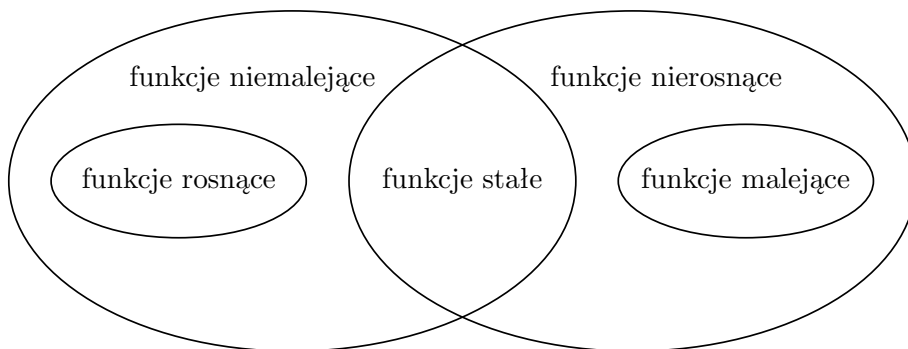 funkcje niemalejące
funkcje nierosnące
funkcje rosnące
funkcje stałe
funkcje malejące